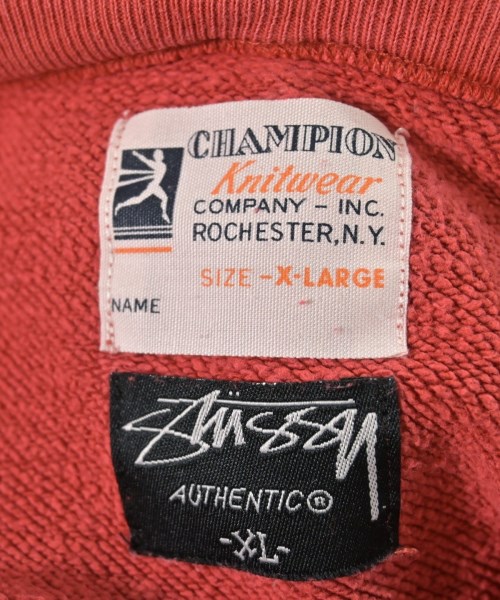 CHAMPION
Knitwear
COMPANY - INC.
ROCHESTER, N.Y.
SIZE - X-LARGE
NAME
Stüssy
AUTHENTIC®
-XL-